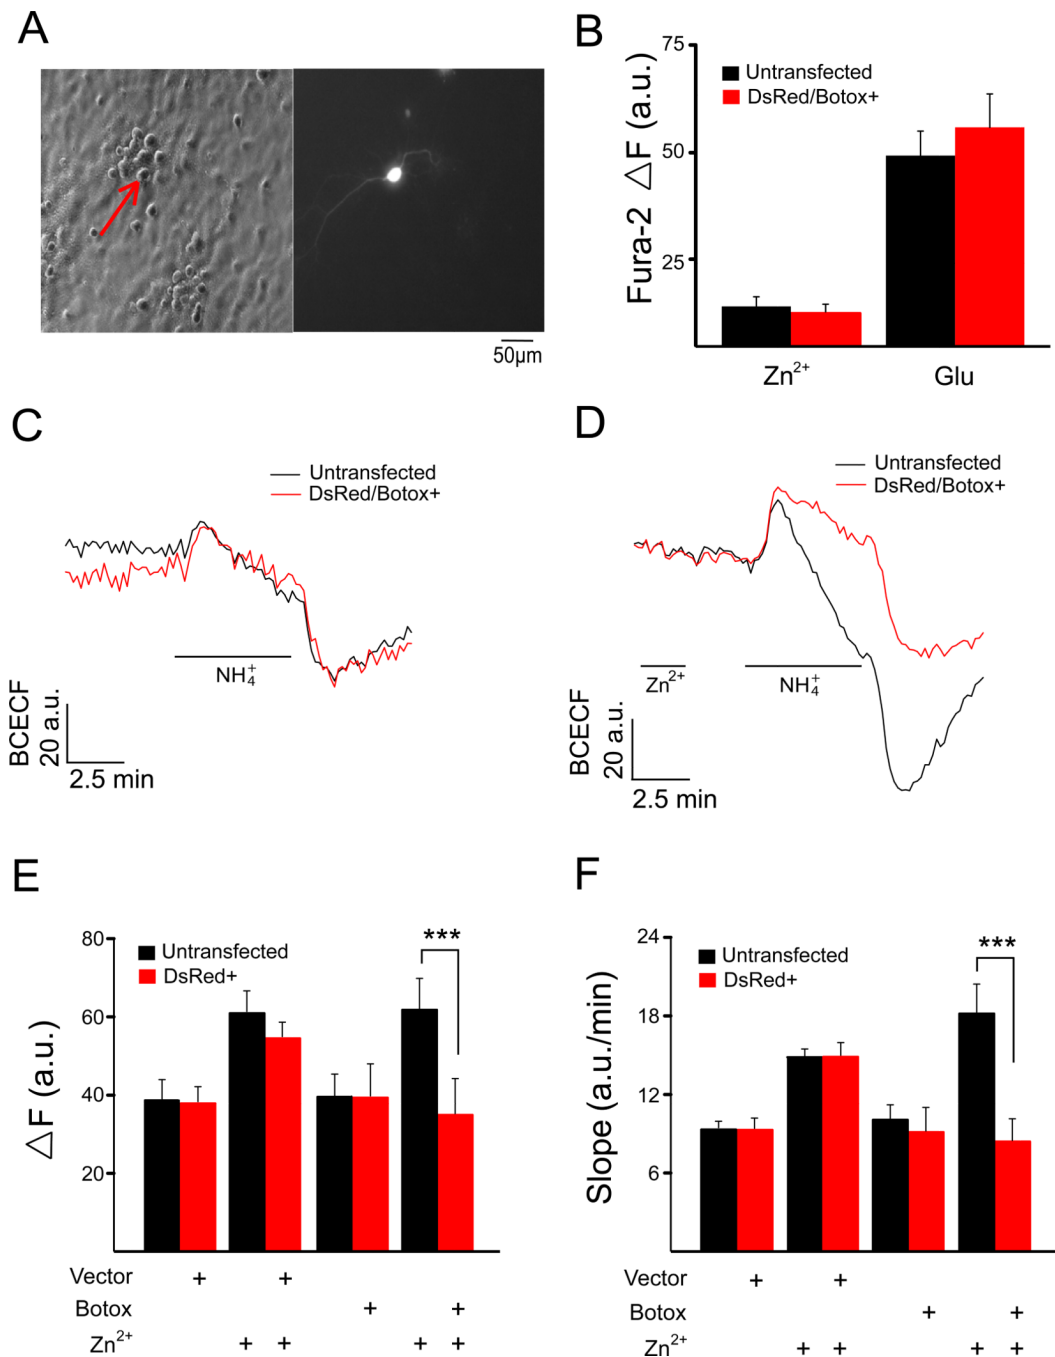 A
50µm
B
Fura-2 △F (a.u.)
75
50
25
Untransfected
DsRed/Botox+
Zn²⁺
Glu
C
Untransfected
DsRed/Botox+
NH₄⁺
BCECF
20 a.u.
2.5 min
D
Untransfected
DsRed/Botox+
Zn²⁺
NH₄⁺
BCECF
20 a.u.
2.5 min
E
△F (a.u.)
80
60
40
20
Untransfected
DsRed+
***
Vector + +
Botox + +
Zn²⁺ + + + +
F
Slope (a.u./min)
24
18
12
6
Untransfected
DsRed+
***
Vector + +
Botox + +
Zn²⁺ + + + +